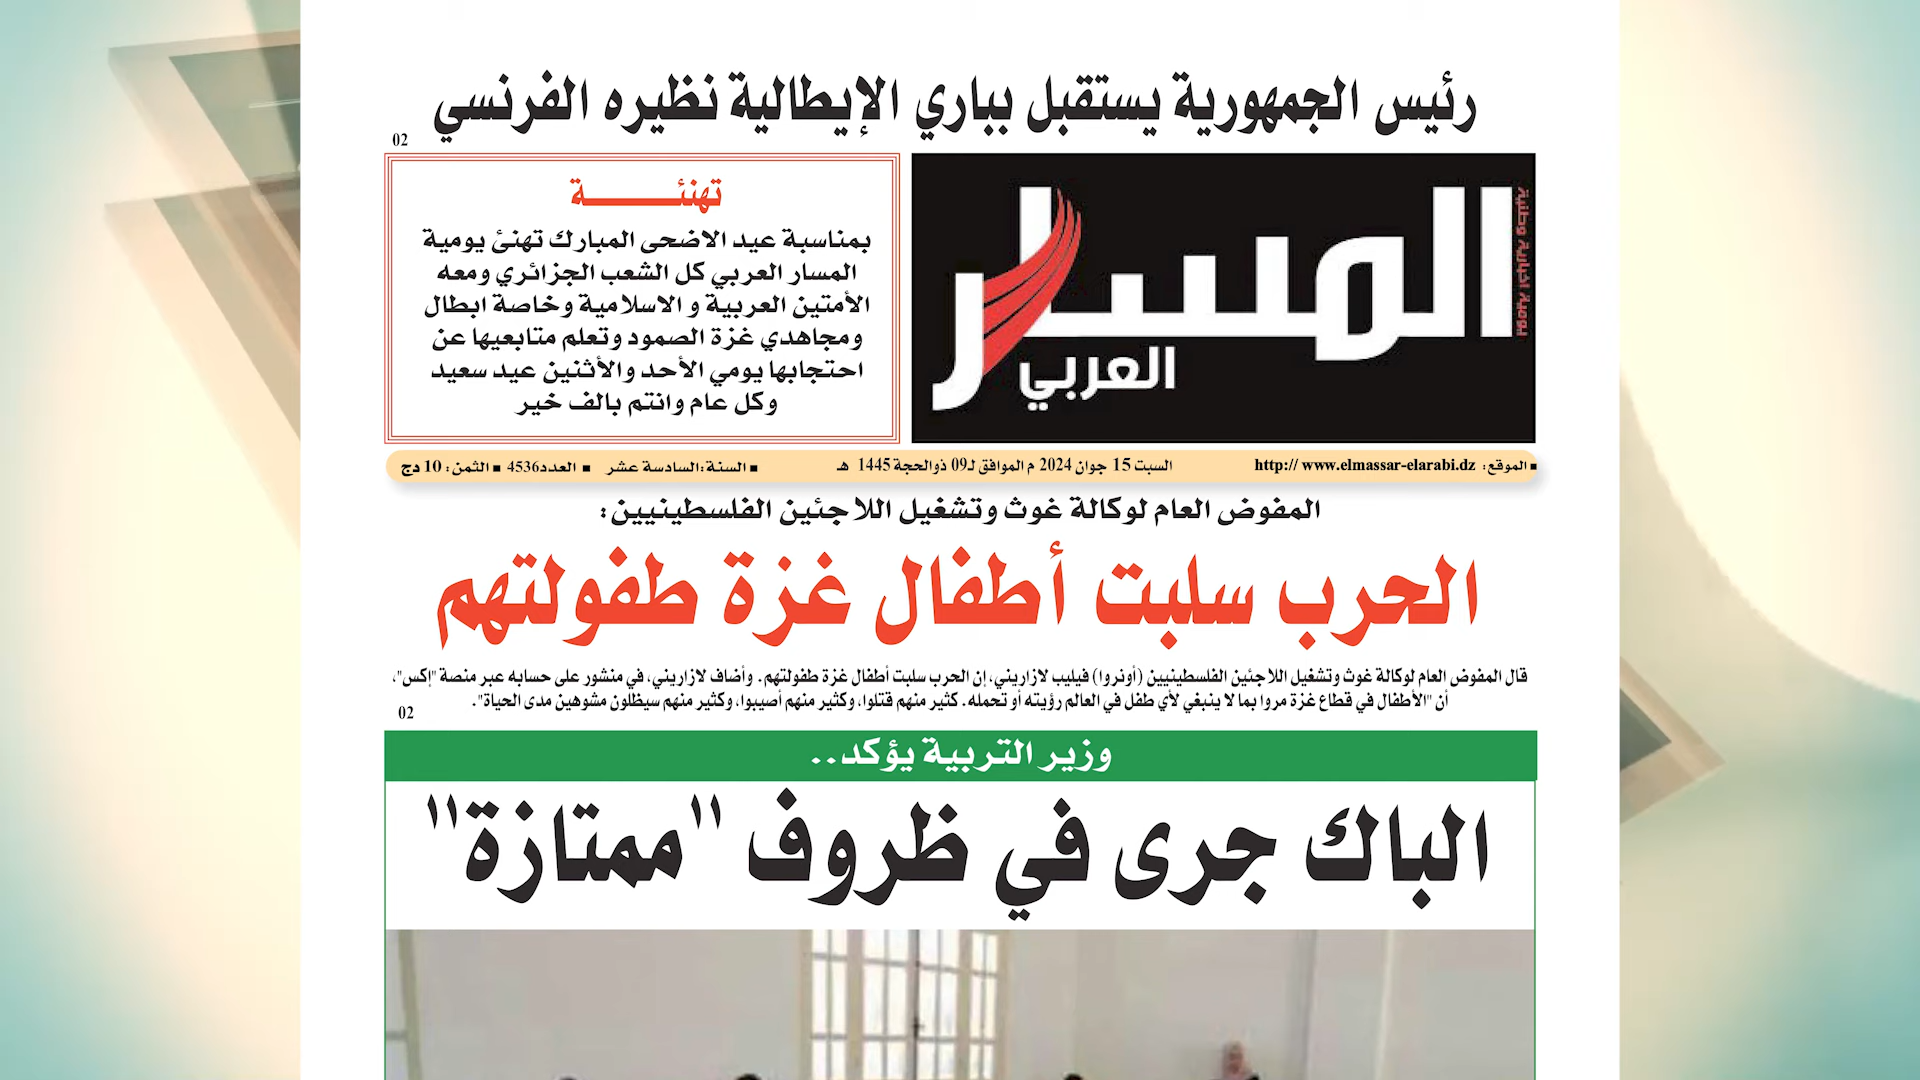 رئيس الجمهورية يستقبل بباري الإيطالية نظيره الفرنسي
02
يومية اخبارية وطنية
المسار
العربي
تهنئـــــــــة
بمناسبة عيد الاضحى المبارك تهنئ يومية
المسار العربي كل الشعب الجزائري ومعه
الأمتين العربية و الاسلامية وخاصة ابطال
ومجاهدي غزة الصمود وتعلم متابعيها عن
احتجابها يومي الأحد والأثنين عيد سعيد
وكل عام وانتم بالف خير
■ الموقع: http:// www.elmassar-elarabi.dz السبت 15 جوان 2024 م الموافق لـ09 ذوالحجة 1445 هـ ■ السنة :السادسة عشر ■ العدد4536 ■ الثمن: 10 دج
المفوض العام لوكالة غوث وتشغيل اللاجئين الفلسطينيين:
الحرب سلبت أطفال غزة طفولتهم
قال المفوض العام لوكالة غوث وتشغيل اللاجئين الفلسطينيين (أونروا) فيليب لازاريني، إن الحرب سلبت أطفال غزة طفولتهم. وأضاف لازاريني، في منشور على حسابه عبر منصة "إكس"،
أن "الأطفال في قطاع غزة مروا بما لا ينبغي لأي طفل في العالم رؤيته أو تحمله. كثير منهم قتلوا، وكثير منهم أصيبوا، وكثير منهم سيظلون مشوهين مدى الحياة".
02
وزير التربية يؤكد..
الباك جرى في ظروف "ممتازة"